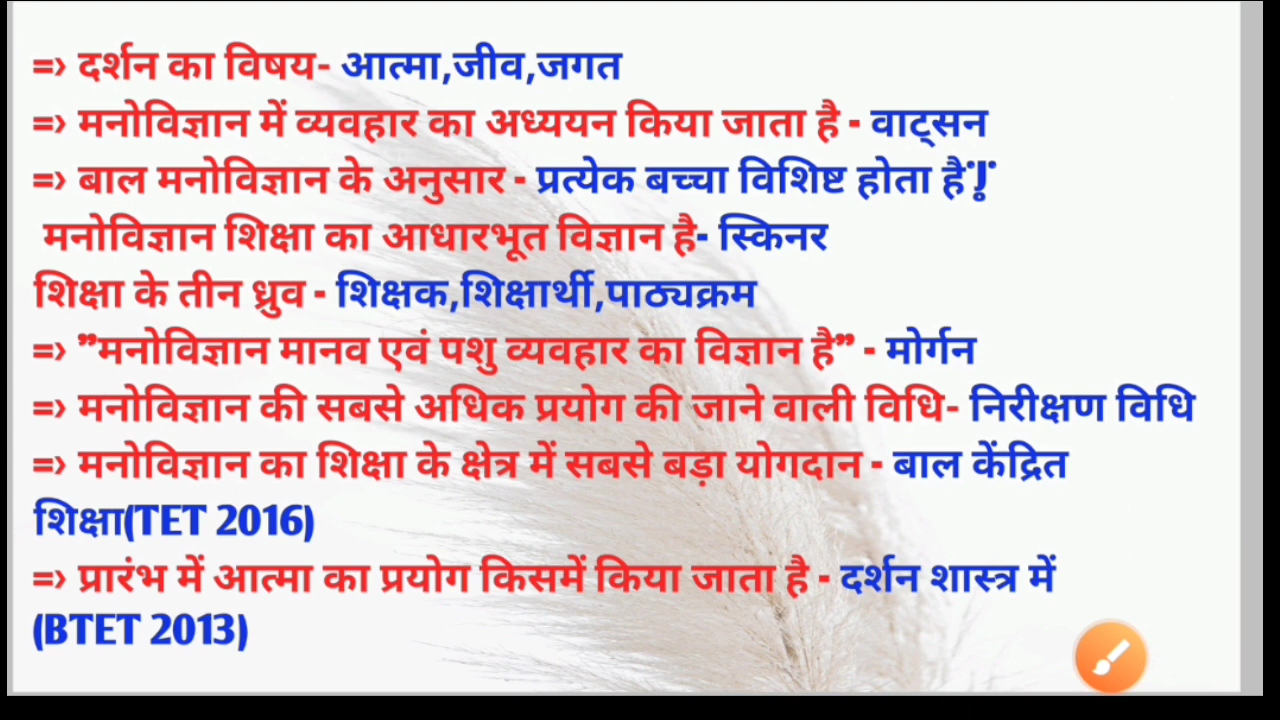 => दर्शन का विषय- आत्मा,जीव,जगत
=> मनोविज्ञान में व्यवहार का अध्ययन किया जाता है - वाट्सन
=> बाल मनोविज्ञान के अनुसार - प्रत्येक बच्चा विशिष्ट होता है"!"
मनोविज्ञान शिक्षा का आधारभूत विज्ञान है- स्किनर
शिक्षा के तीन ध्रुव - शिक्षक,शिक्षार्थी,पाठ्यक्रम
=> ”मनोविज्ञान मानव एवं पशु व्यवहार का विज्ञान है” - मोर्गन
=> मनोविज्ञान की सबसे अधिक प्रयोग की जाने वाली विधि- निरीक्षण विधि
=> मनोविज्ञान का शिक्षा के क्षेत्र में सबसे बड़ा योगदान - बाल केंद्रित
शिक्षा(TET 2016)
=> प्रारंभ में आत्मा का प्रयोग किसमें किया जाता है - दर्शन शास्त्र में
(BTET 2013)